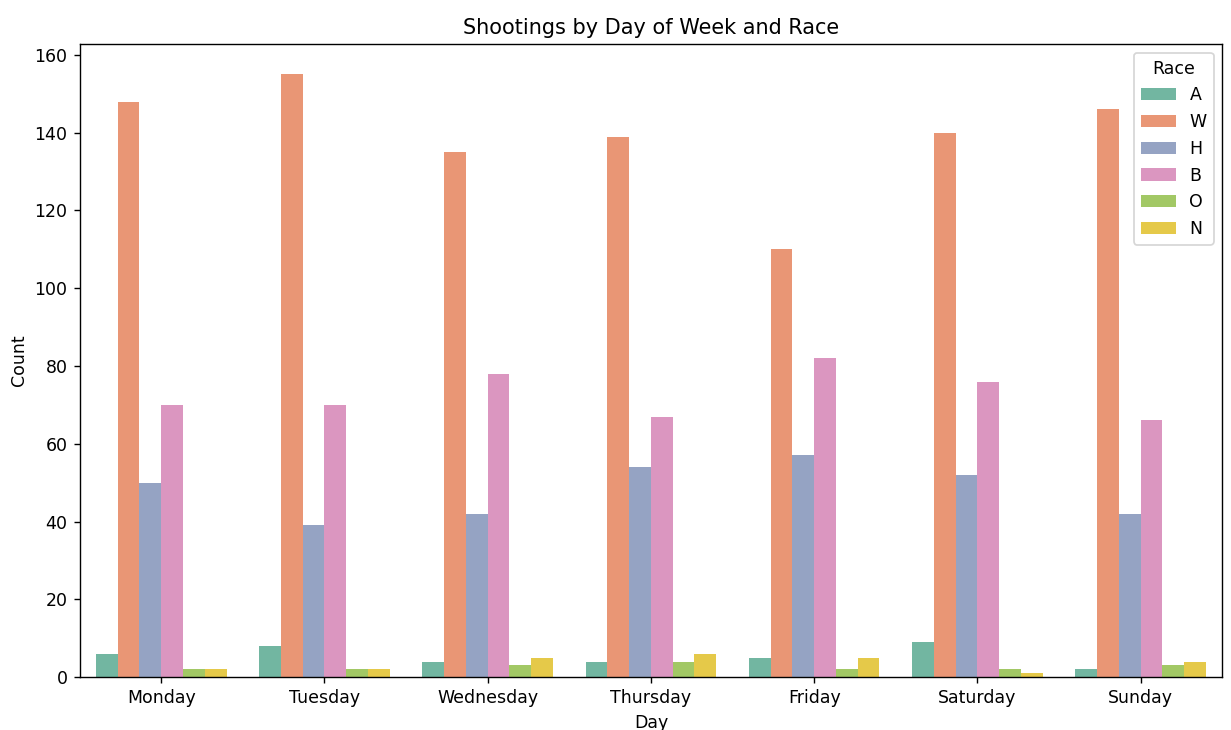 Shootings by Day of Week and Race
160
140
120
100
80
60
40
20
0
Count
Race
A
W
H
B
O
N
Monday Tuesday Wednesday Thursday Friday Saturday Sunday
Day